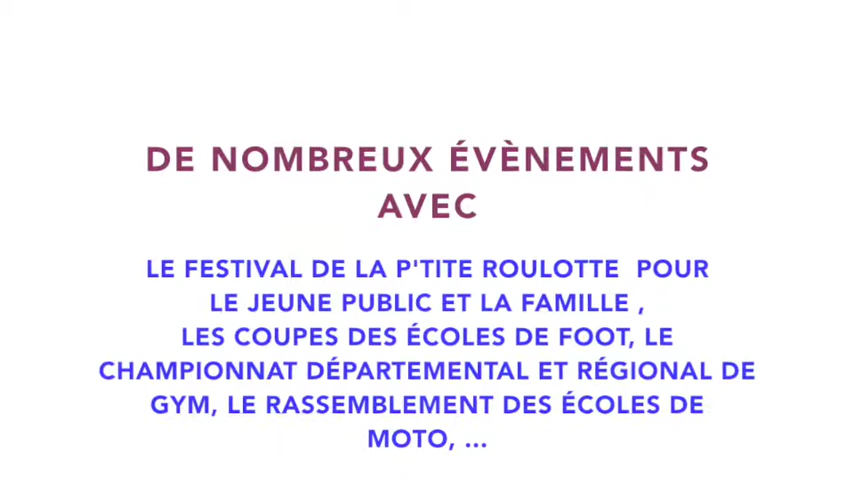 DE NOMBREUX ÉVÈNEMENTS
AVEC
LE FESTIVAL DE LA P'TITE ROULOTTE  POUR
LE JEUNE PUBLIC ET LA FAMILLE ,
LES COUPES DES ÉCOLES DE FOOT, LE
CHAMPIONNAT DÉPARTEMENTAL ET RÉGIONAL DE
GYM, LE RASSEMBLEMENT DES ÉCOLES DE
MOTO, ...